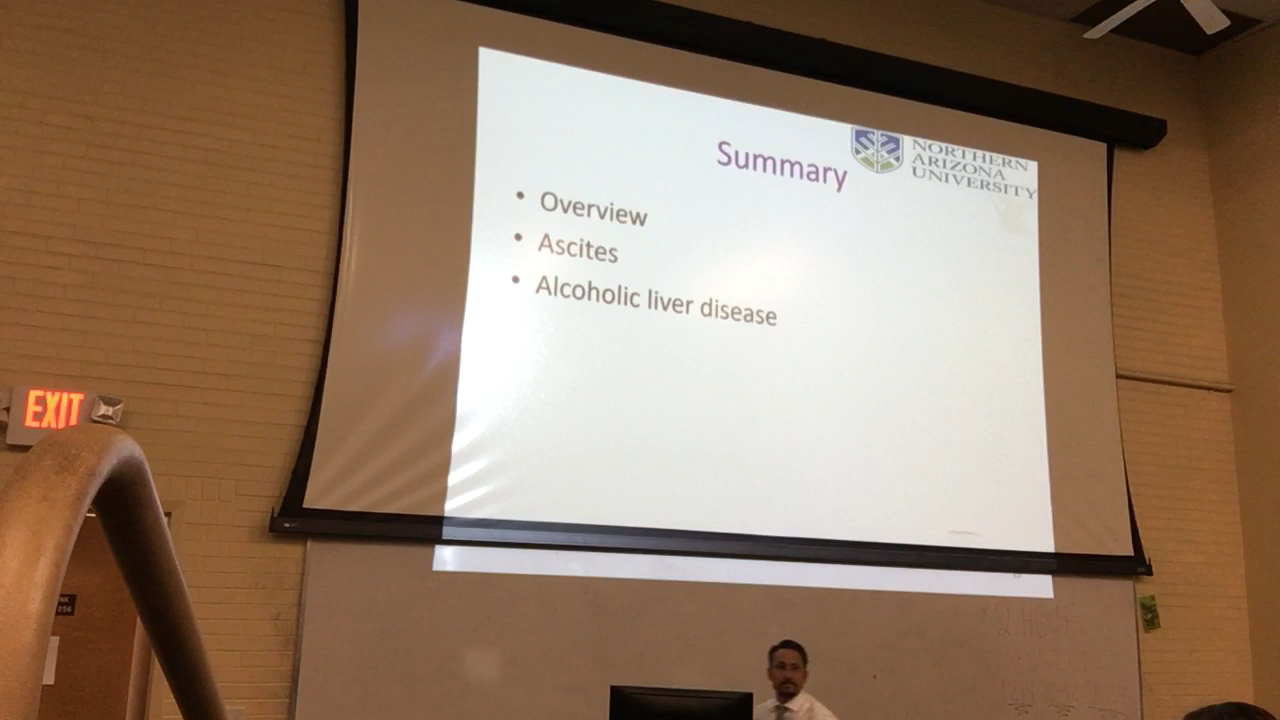 Summary
NORTHERN
ARIZONA
UNIVERSITY
• Overview
• Ascites
• Alcoholic liver disease
EXIT